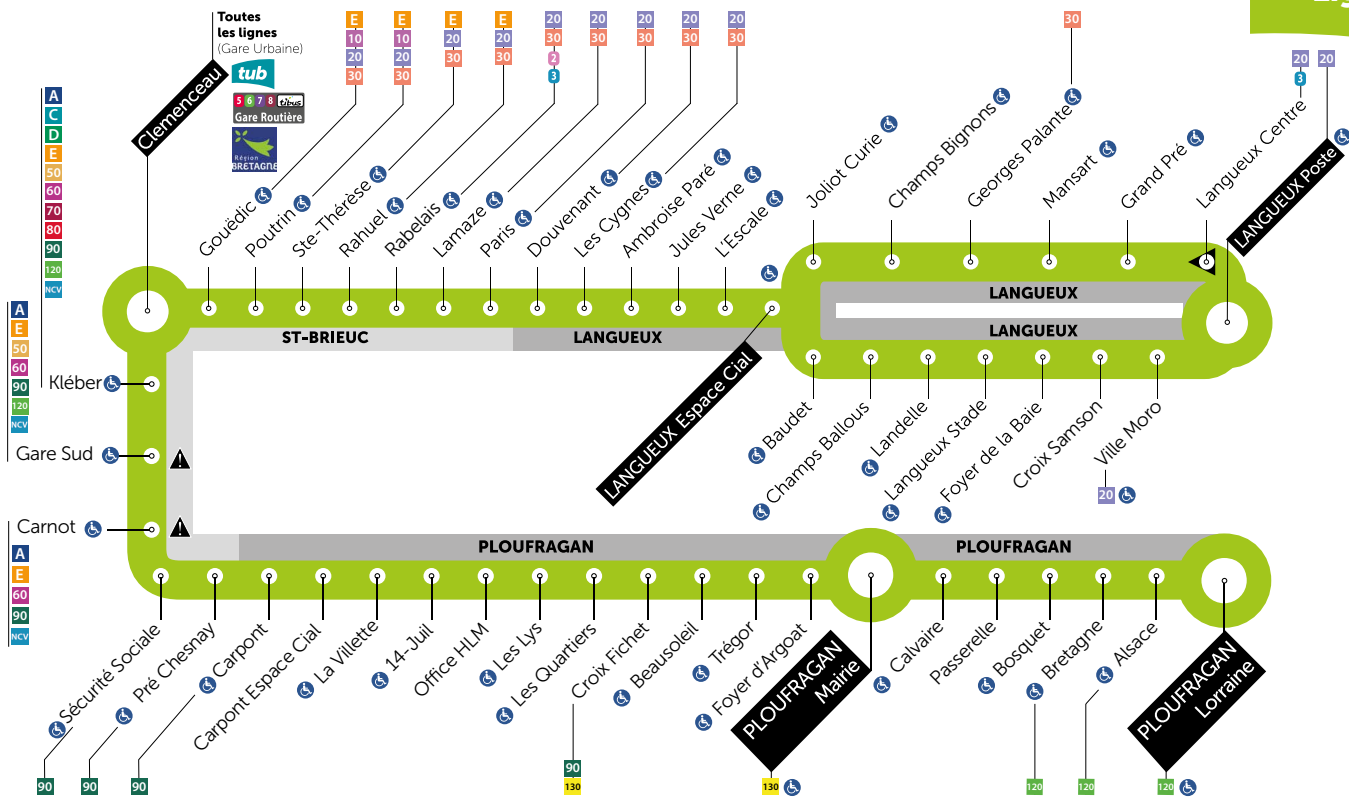 Toutes
les lignes
(Gare Urbaine)
tub
5 6 7 8 tibus
Gare Routière
Région
BRETAGNE
E
10
20
30
E
10
20
30
E
20
30
E
20
30
20
30
2
3
20
30
20
30
20
30
20
30
30
20
3
20
A
C
D
E
50
60
70
80
90
120
NCV
Clemenceau
Gouëdic
Poutrin
Ste-Thérèse
Rahuel
Rabelais
Lamaze
Paris
Douvenant
Les Cygnes
Ambroise Paré
Jules Verne
L'Escale
LANGUEUX Espace Cial
Joliot Curie
Champs Bignons
Georges Palante
Mansart
Grand Pré
Langueux Centre
LANGUEUX Poste
LANGUEUX
LANGUEUX
ST-BRIEUC
LANGUEUX
A
E
50
60
90
120
NCV
Kléber
Gare Sud
Carnot
A
E
60
90
NCV
Baudet
Champs Ballous
Landelle
Langueux Stade
Foyer de la Baie
Croix Samson
Ville Moro
20
PLOUFRAGAN
PLOUFRAGAN
Sécurité Sociale
Pré Chesnay
Carpont
Carpont Espace Cial
La Villette
14-Juil
Office HLM
Les Lys
Les Quartiers
Croix Fichet
Beausoleil
Trégor
Foyer d'Argoat
PLOUFRAGAN
Mairie
Calvaire
Passerelle
Bosquet
Bretagne
Alsace
PLOUFRAGAN
Lorraine
90
90
90
90
130
130
120
120
120